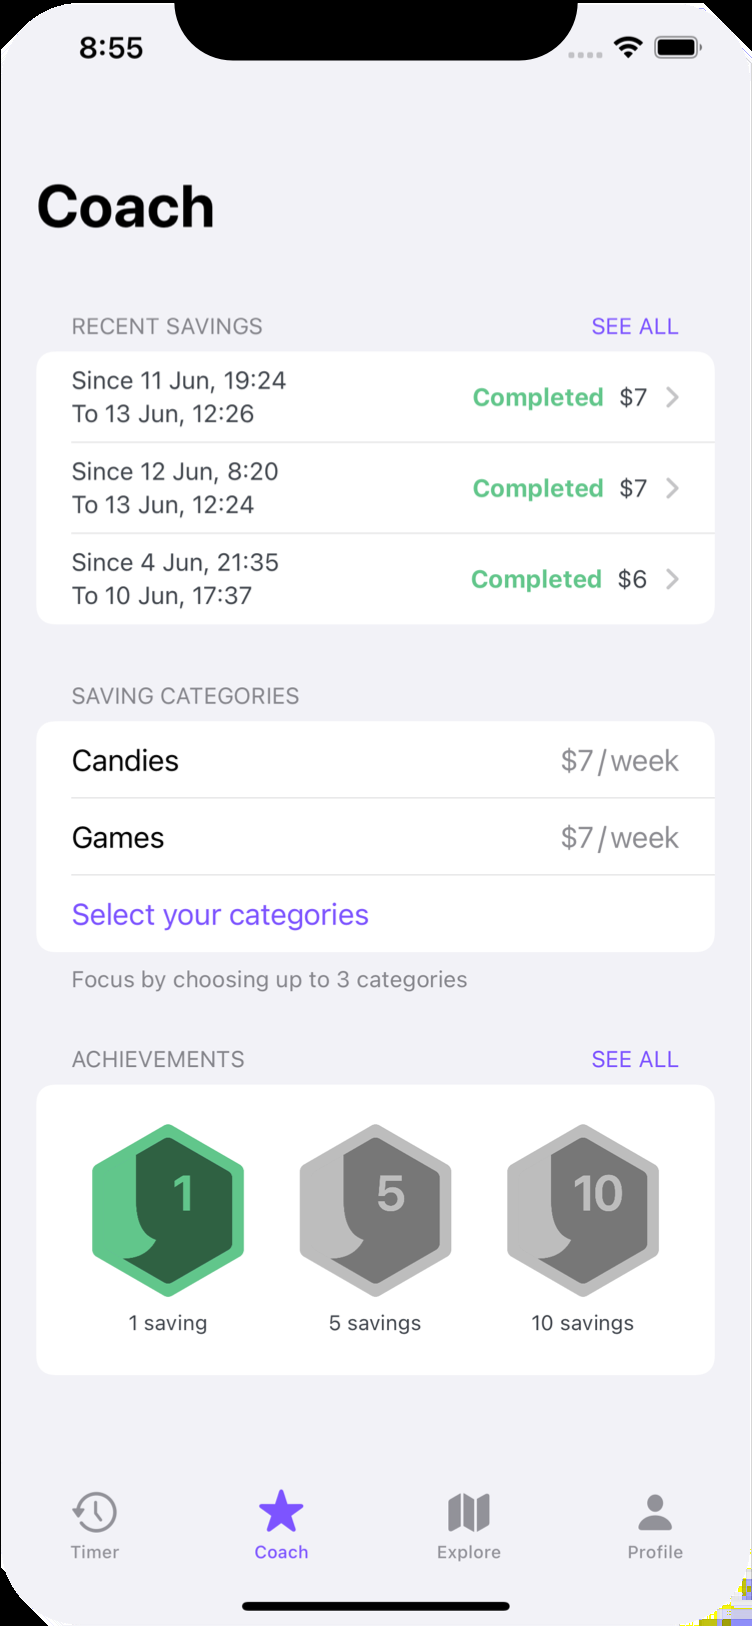 8:55
Coach
RECENT SAVINGS SEE ALL
Since 11 Jun, 19:24
To 13 Jun, 12:26
Completed $7
Since 12 Jun, 8:20
To 13 Jun, 12:24
Completed $7
Since 4 Jun, 21:35
To 10 Jun, 17:37
Completed $6
SAVING CATEGORIES
Candies $7/week
Games $7/week
Select your categories
Focus by choosing up to 3 categories
ACHIEVEMENTS SEE ALL
1 5 10
1 saving 5 savings 10 savings
Timer Coach Explore Profile